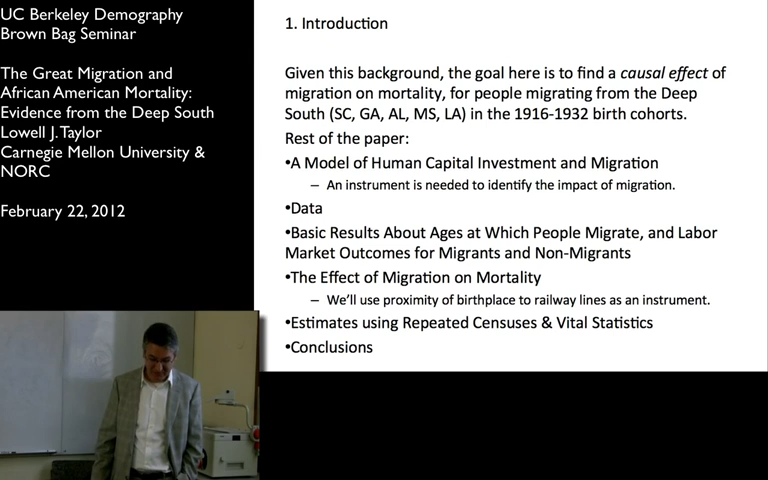 UC Berkeley Demography
Brown Bag Seminar
The Great Migration and
African American Mortality:
Evidence from the Deep South
Lowell J. Taylor
Carnegie Mellon University &
NORC
February 22, 2012
1. Introduction
Given this background, the goal here is to find a causal effect of
migration on mortality, for people migrating from the Deep
South (SC, GA, AL, MS, LA) in the 1916-1932 birth cohorts.
Rest of the paper:
•A Model of Human Capital Investment and Migration
– An instrument is needed to identify the impact of migration.
•Data
•Basic Results About Ages at Which People Migrate, and Labor
Market Outcomes for Migrants and Non-Migrants
•The Effect of Migration on Mortality
– We'll use proximity of birthplace to railway lines as an instrument.
•Estimates using Repeated Censuses & Vital Statistics
•Conclusions